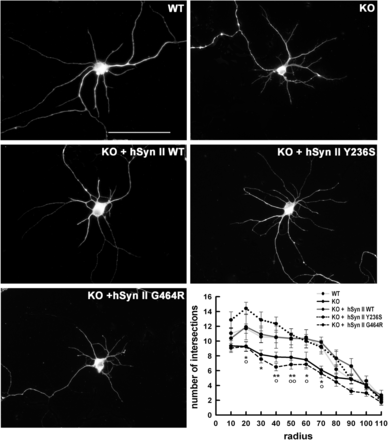 WT
KO
KO + hSyn II WT
KO + hSyn II Y236S
KO +hSyn II G464R
WT
KO
KO + hSyn II WT
KO + hSyn II Y236S
KO + hSyn II G464R
number of intersections
16
14
12
10
8
6
4
2
0
10 20 30 40 50 60 70 80 90 100 110
radius